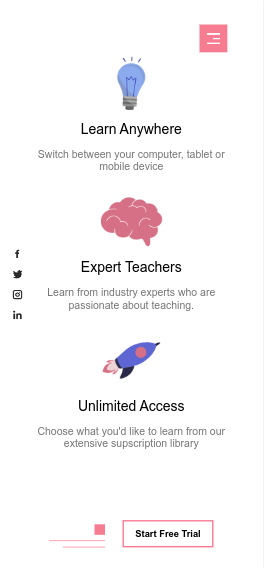 Learn Anywhere
Switch between your computer, tablet or
mobile device
Expert Teachers
Learn from industry experts who are
passionate about teaching.
Unlimited Access
Choose what you'd like to learn from our
extensive supscription library
Start Free Trial